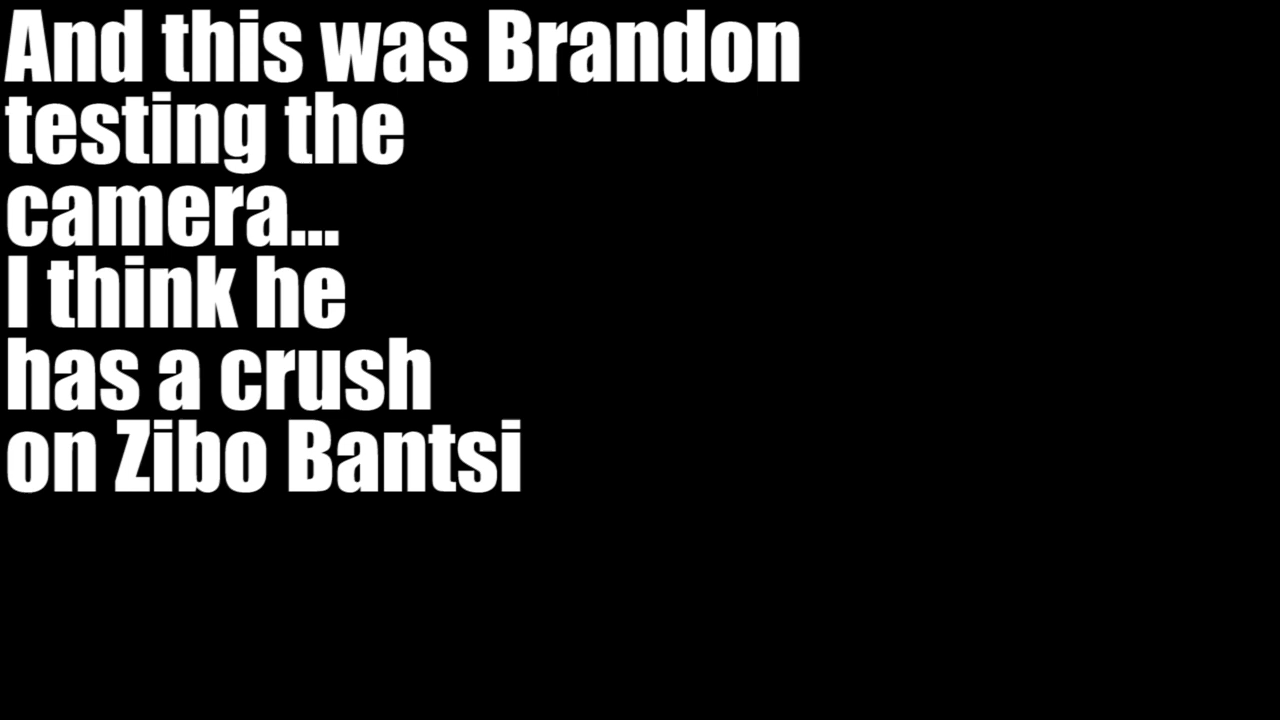 And this was Brandon
testing the
camera...
I think he
has a crush
on Zibo Bantsi